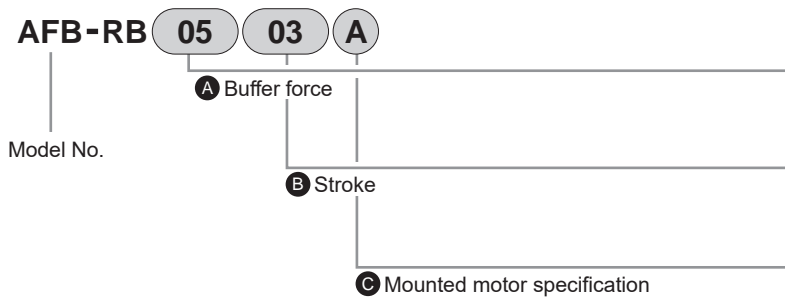 AFB-RB 05 03 A
A Buffer force
Model No.
B Stroke
C Mounted motor specification